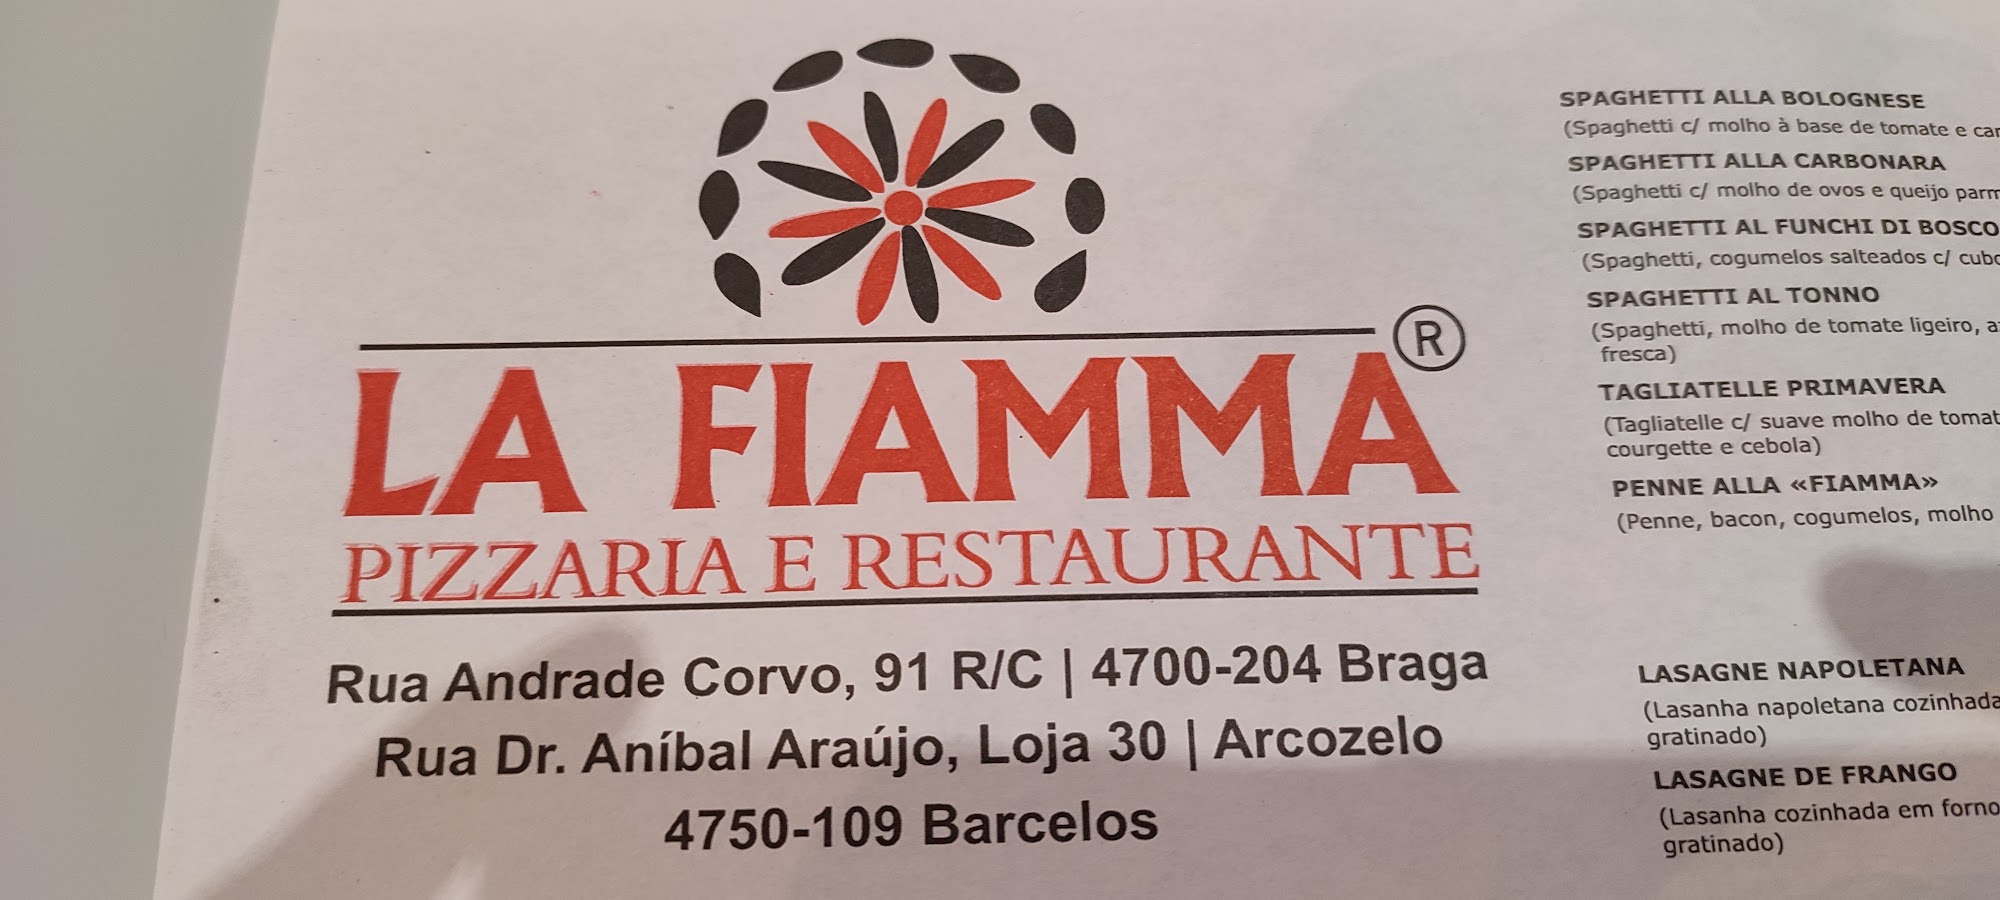 LA FIAMMA®
PIZZARIA E RESTAURANTE
Rua Andrade Corvo, 91 R/C | 4700-204 Braga
Rua Dr. Aníbal Araújo, Loja 30 | Arcozelo
4750-109 Barcelos
SPAGHETTI ALLA BOLOGNESE
(Spaghetti c/ molho à base de tomate e
SPAGHETTI ALLA CARBONARA
(Spaghetti c/ molho de ovos e queijo
SPAGHETTI AL FUNCHI DI BOSCO
(Spaghetti, cogumelos salteados c/
SPAGHETTI AL TONNO
(Spaghetti, molho de tomate ligeiro,
fresca)
TAGLIATELLE PRIMAVERA
(Tagliatelle c/ suave molho de
courgette e cebola)
PENNE ALLA «FIAMMA»
(Penne, bacon, cogumelos, molho
LASAGNE NAPOLETANA
(Lasanha napoletana cozinhada
gratinado)
LASAGNE DE FRANGO
(Lasanha cozinhada em forno
gratinado)